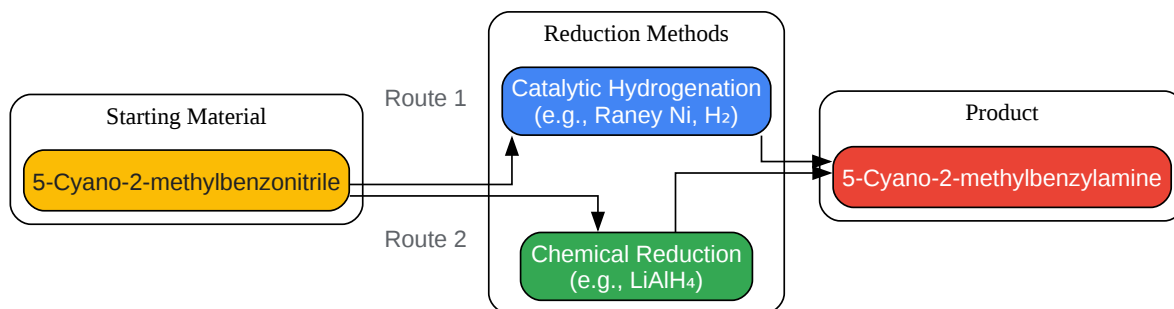 Reduction Methods
Route 1
Catalytic Hydrogenation
(e.g., Raney Ni, H₂)
Starting Material
5-Cyano-2-methylbenzonitrile
Product
5-Cyano-2-methylbenzylamine
Route 2
Chemical Reduction
(e.g., LiAlH₄)